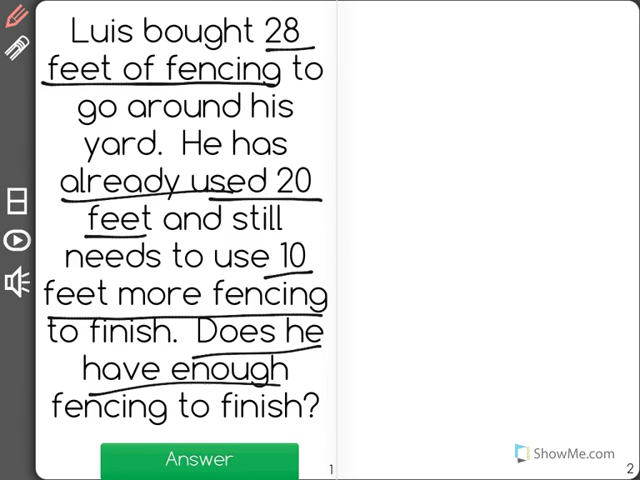 Luis bought 28
feet of fencing to
go around his
yard. He has
already used 20
feet and still
needs to use 10
feet more fencing
to finish. Does he
have enough
fencing to finish?
Answer
1
ShowMe.com
2